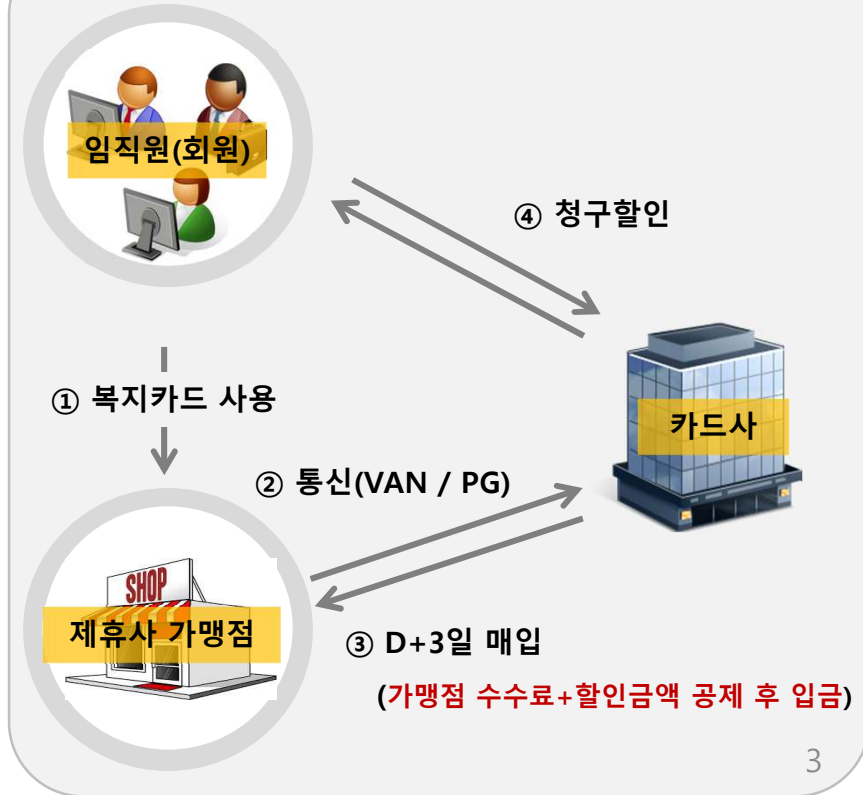 임직원(회원)
④ 청구할인
① 복지카드 사용
카드사
② 통신(VAN / PG)
SHOP
제휴사 가맹점
③ D+3일 매입
(가맹점 수수료+할인금액 공제 후 입금)
3